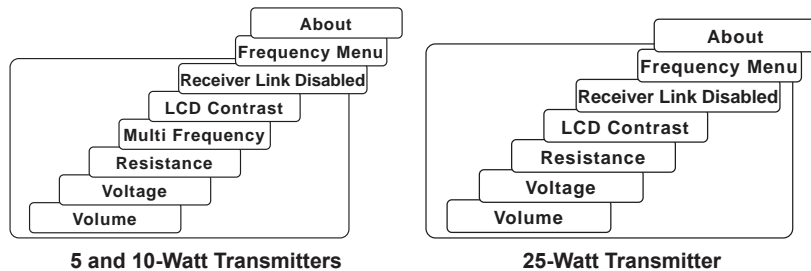 About
Frequency Menu
Receiver Link Disabled
LCD Contrast
Multi Frequency
Resistance
Voltage
Volume
5 and 10-Watt Transmitters
About
Frequency Menu
Receiver Link Disabled
LCD Contrast
Resistance
Voltage
Volume
25-Watt Transmitter